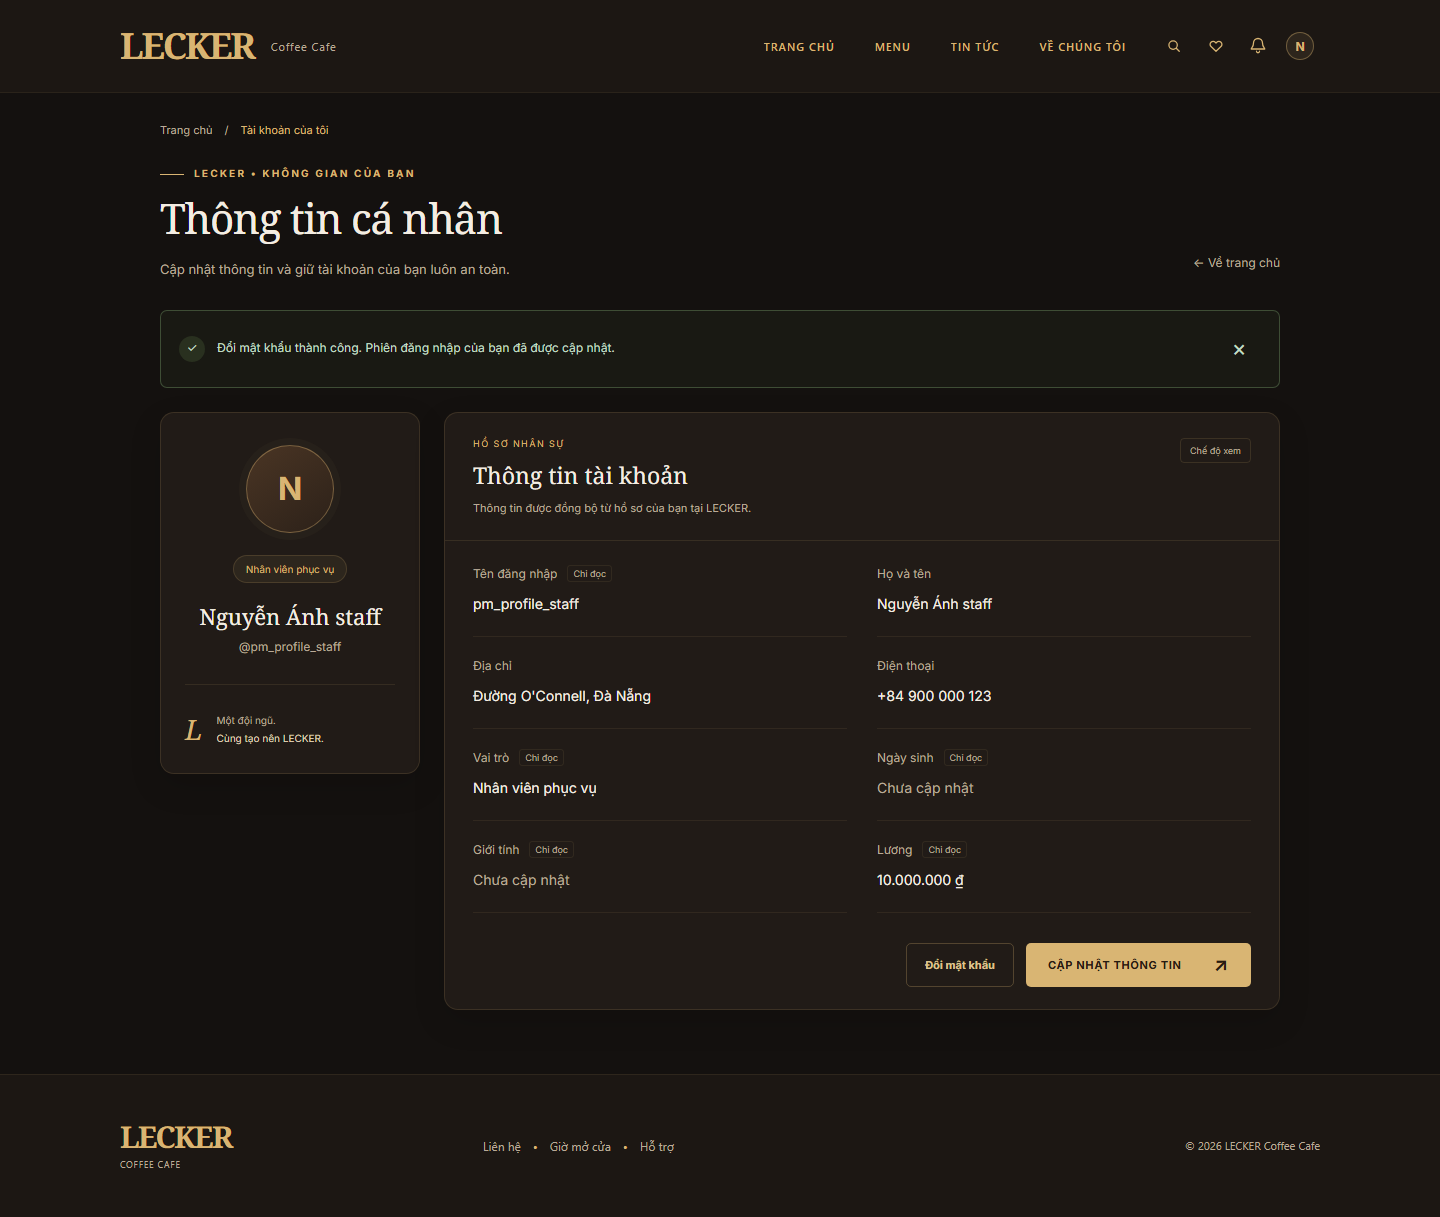 LECKER Coffee Cafe
TRANG CHỦ MENU TIN TỨC VỀ CHÚNG TÔI N
Trang chủ / Tài khoản của tôi
LECKER • KHÔNG GIAN CỦA BẠN
Thông tin cá nhân
Cập nhật thông tin và giữ tài khoản của bạn luôn an toàn.
← Về trang chủ
Đổi mật khẩu thành công. Phiên đăng nhập của bạn đã được cập nhật.
N
Nhân viên phục vụ
Nguyễn Ánh staff
@pm_profile_staff
L
Một đội ngũ.
Cùng tạo nên LECKER.
HỒ SƠ NHÂN SỰ
Chế độ xem
Thông tin tài khoản
Thông tin được đồng bộ từ hồ sơ của bạn tại LECKER.
Tên đăng nhập Chỉ đọc
pm_profile_staff
Họ và tên
Nguyễn Ánh staff
Địa chỉ
Đường O'Connell, Đà Nẵng
Điện thoại
+84 900 000 123
Vai trò Chỉ đọc
Nhân viên phục vụ
Ngày sinh Chỉ đọc
Chưa cập nhật
Giới tính Chỉ đọc
Chưa cập nhật
Lương Chỉ đọc
10.000.000 ₫
Đổi mật khẩu
CẬP NHẬT THÔNG TIN
LECKER
COFFEE CAFE
Liên hệ • Giờ mở cửa • Hỗ trợ
© 2026 LECKER Coffee Cafe